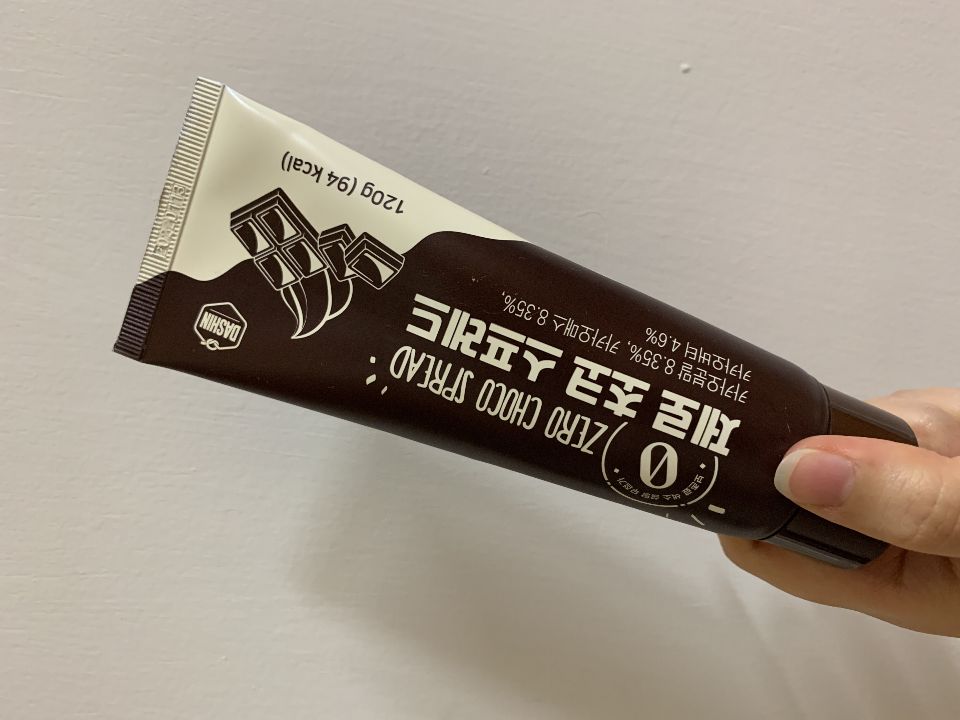 제로 초코 스프레드
ZERO CHOCO SPREAD
0
카카오분말 8.35%, 카카오매스 8.35%,
카카오버터 4.6%
120g (94 kcal)
DASHIN